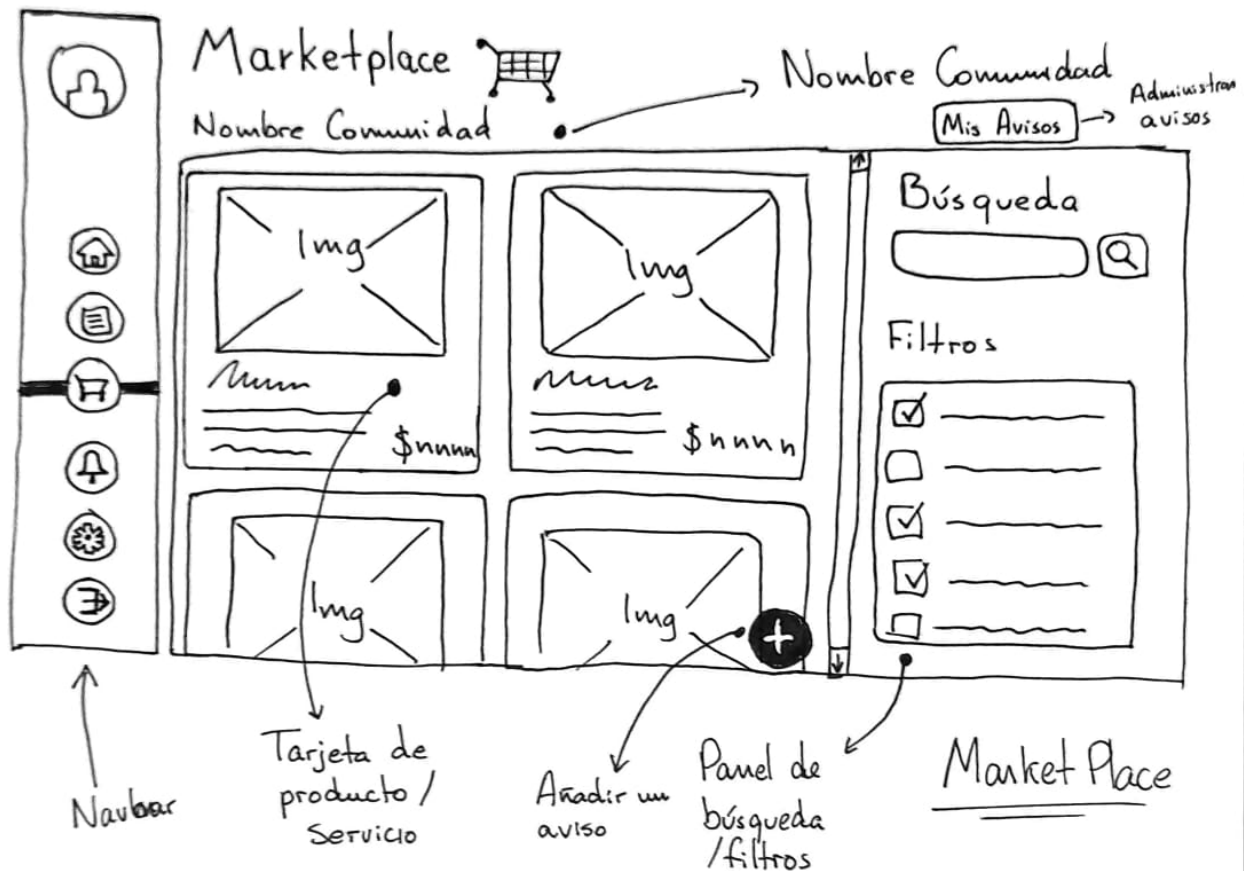 Marketplace
Nombre Comunidad
Nombre Comunidad
Mis Avisos
Administrar
avisos
Img
Img
$nnnn
$nnnn
Img
Img
+
Búsqueda
Filtros
Navbar
Tarjeta de
producto /
Servicio
Añadir un
aviso
Panel de
búsqueda
/filtros
Market Place